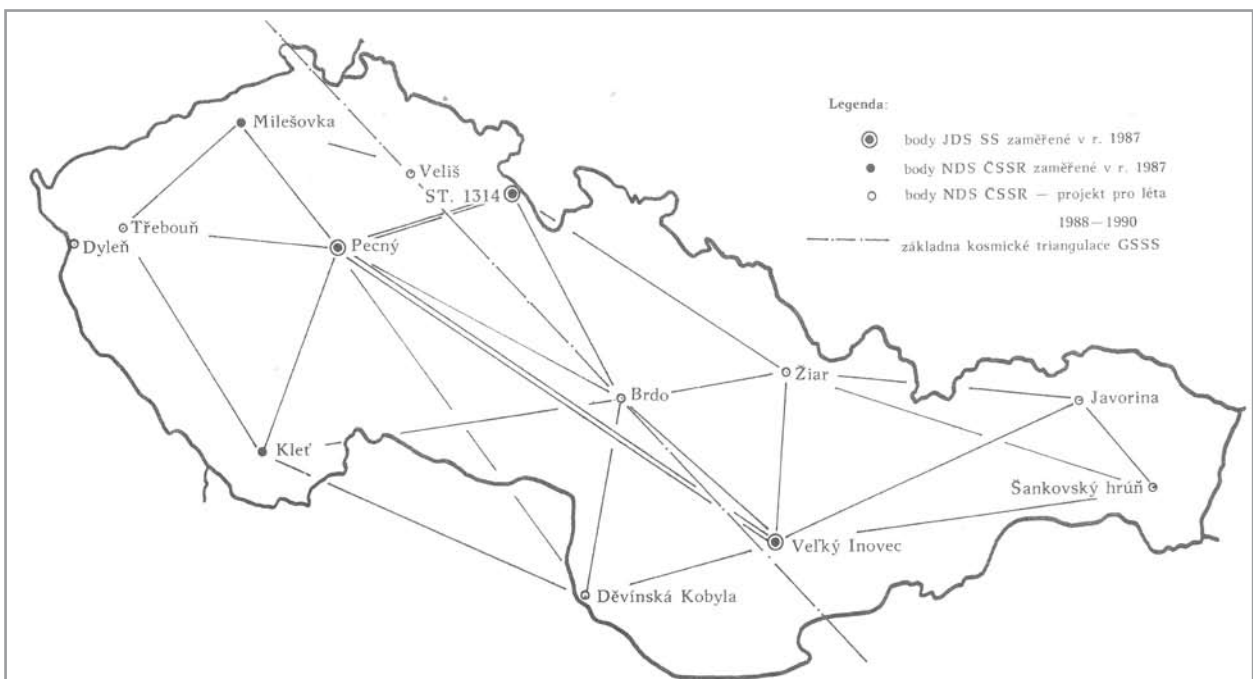 Legenda:
body JDS SS zaměřené v r. 1987
body NDS ČSSR zaměřené v r. 1987
body NDS ČSSR — projekt pro léta
1988—1990
základna kosmické triangulace GSSS
Milešovka
Veliš
ST. 1314
Třebouň
Dyleň
Pecný
Žiar
Brdo
Javorina
Kleť
Šankovský hrúň
Veľký Inovec
Děvínská Kobyla